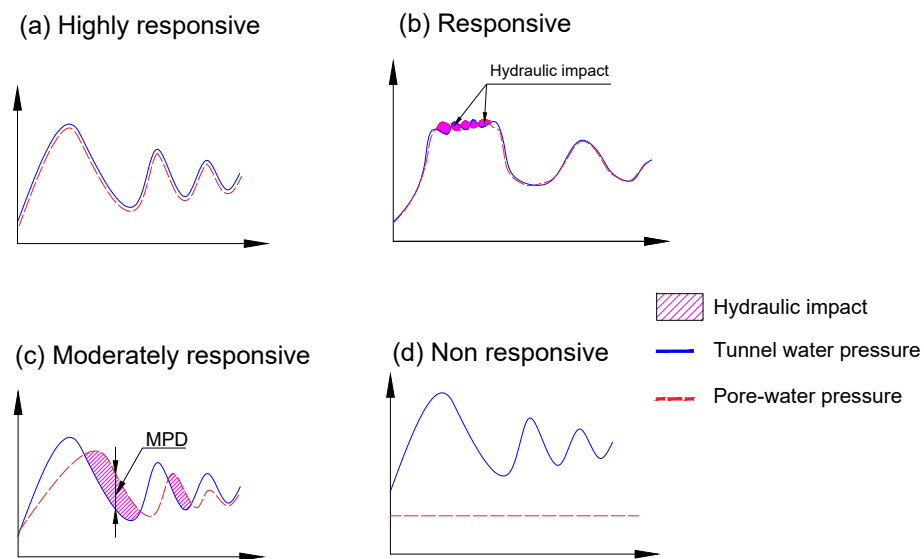 (a) Highly responsive
(b) Responsive
Hydraulic impact
(c) Moderately responsive
MPD
(d) Non responsive
Hydraulic impact
Tunnel water pressure
Pore-water pressure